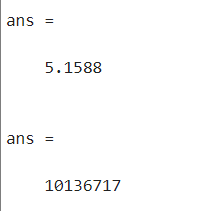 ans =
5.1588
ans =
10136717